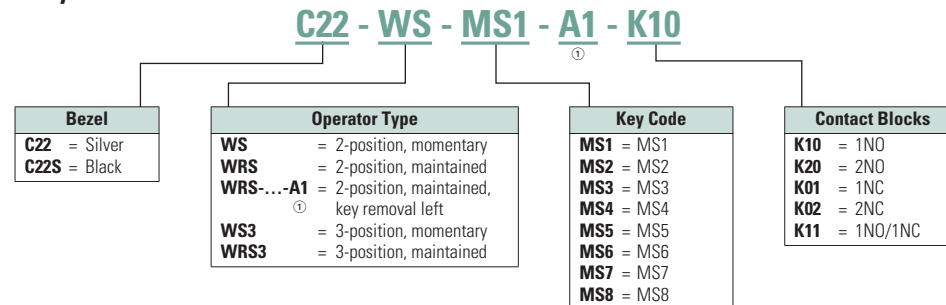 C22 - WS - MS1 - A1 - K10
①
Bezel
C22 = Silver
C22S = Black
Operator Type
WS = 2-position, momentary
WRS = 2-position, maintained
WRS-...-A1 = 2-position, maintained,
① key removal left
WS3 = 3-position, momentary
WRS3 = 3-position, maintained
Key Code
MS1 = MS1
MS2 = MS2
MS3 = MS3
MS4 = MS4
MS5 = MS5
MS6 = MS6
MS7 = MS7
MS8 = MS8
Contact Blocks
K10 = 1NO
K20 = 2NO
K01 = 1NC
K02 = 2NC
K11 = 1NO/1NC